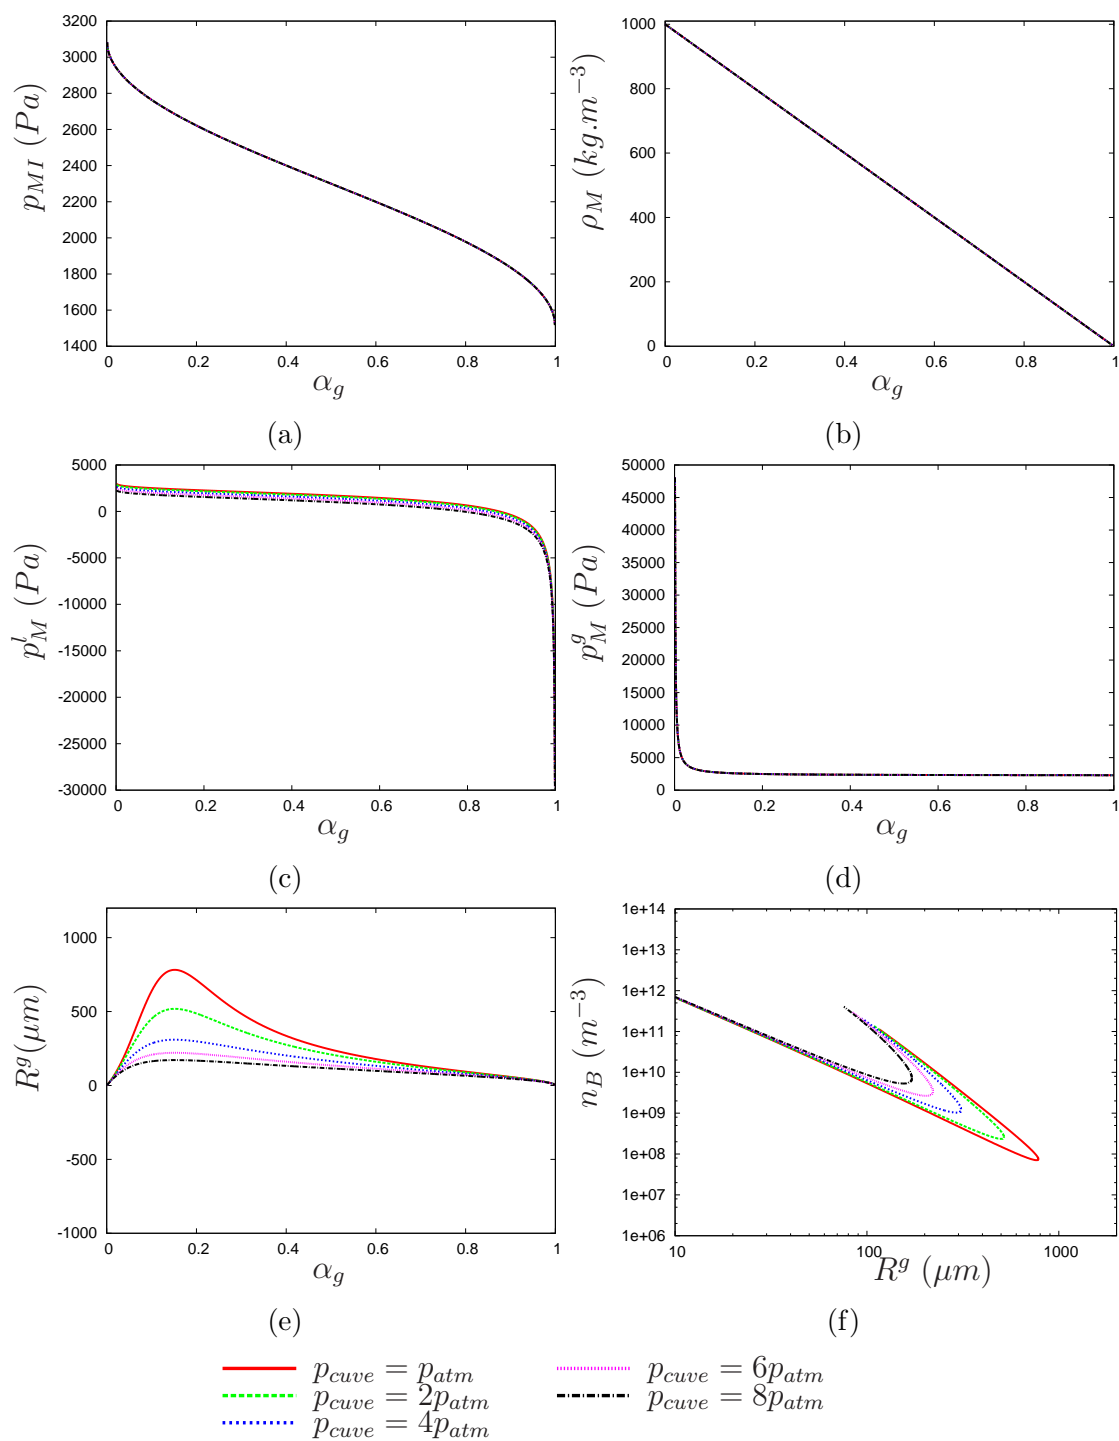 3200
3000
2800
2600
2400
2200
2000
1800
1600
1400
0 0.2 0.4 0.6 0.8 1
p_{MI} (Pa)
α_g
(a)
1000
800
600
400
200
0
0 0.2 0.4 0.6 0.8 1
ρ_M (kg.m^{-3})
α_g
(b)
5000
0
-5000
-10000
-15000
-20000
-25000
-30000
0 0.2 0.4 0.6 0.8 1
p_M^l (Pa)
α_g
(c)
50000
45000
40000
35000
30000
25000
20000
15000
10000
5000
0
0 0.2 0.4 0.6 0.8 1
p_M^g (Pa)
α_g
(d)
1000
500
0
-500
-1000
0 0.2 0.4 0.6 0.8 1
R^g(μm)
α_g
(e)
1e+14
1e+13
1e+12
1e+11
1e+10
1e+09
1e+08
1e+07
1e+06
10 100 1000
n_B (m^{-3})
R^g (μm)
(f)
p_{cuve} = p_{atm}
p_{cuve} = 2p_{atm}
p_{cuve} = 4p_{atm}
p_{cuve} = 6p_{atm}
p_{cuve} = 8p_{atm}